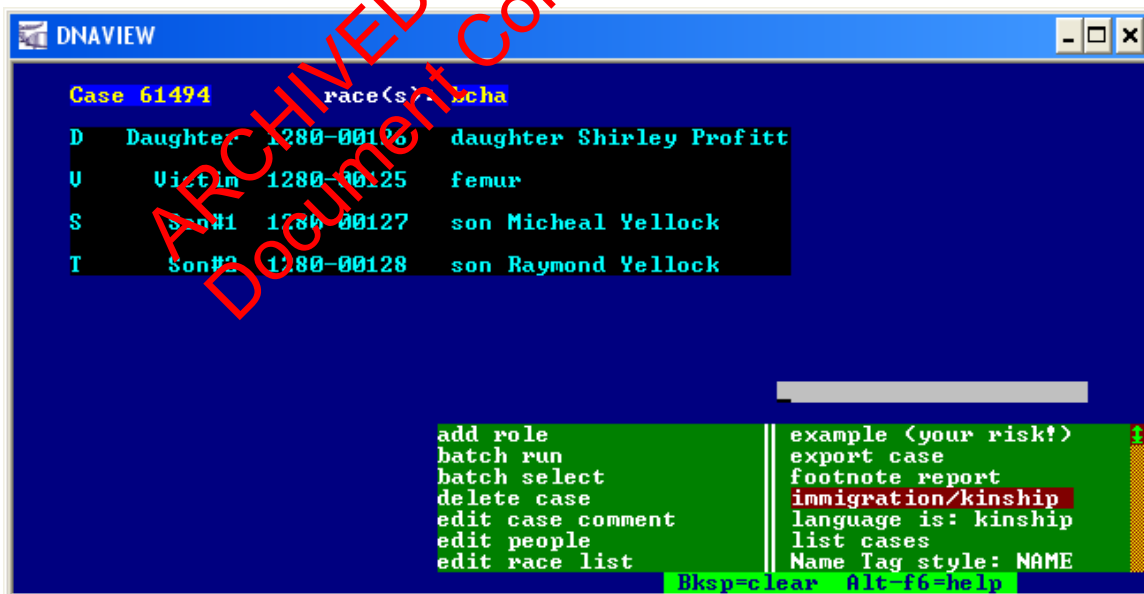 DNAVIEW
ARCHIVED
Document Co
Case 61494 race(s): bcha
D Daughter 1280-00126 daughter Shirley Profitt
V Victim 1280-00125 femur
S Son#1 1280-00127 son Micheal Yellock
T Son#2 1280-00128 son Raymond Yellock
add role
batch run
batch select
delete case
edit case comment
edit people
edit race list
example (your risk!)
export case
footnote report
immigration/kinship
language is: kinship
list cases
Name Tag style: NAME
Bksp=clear Alt-f6=help